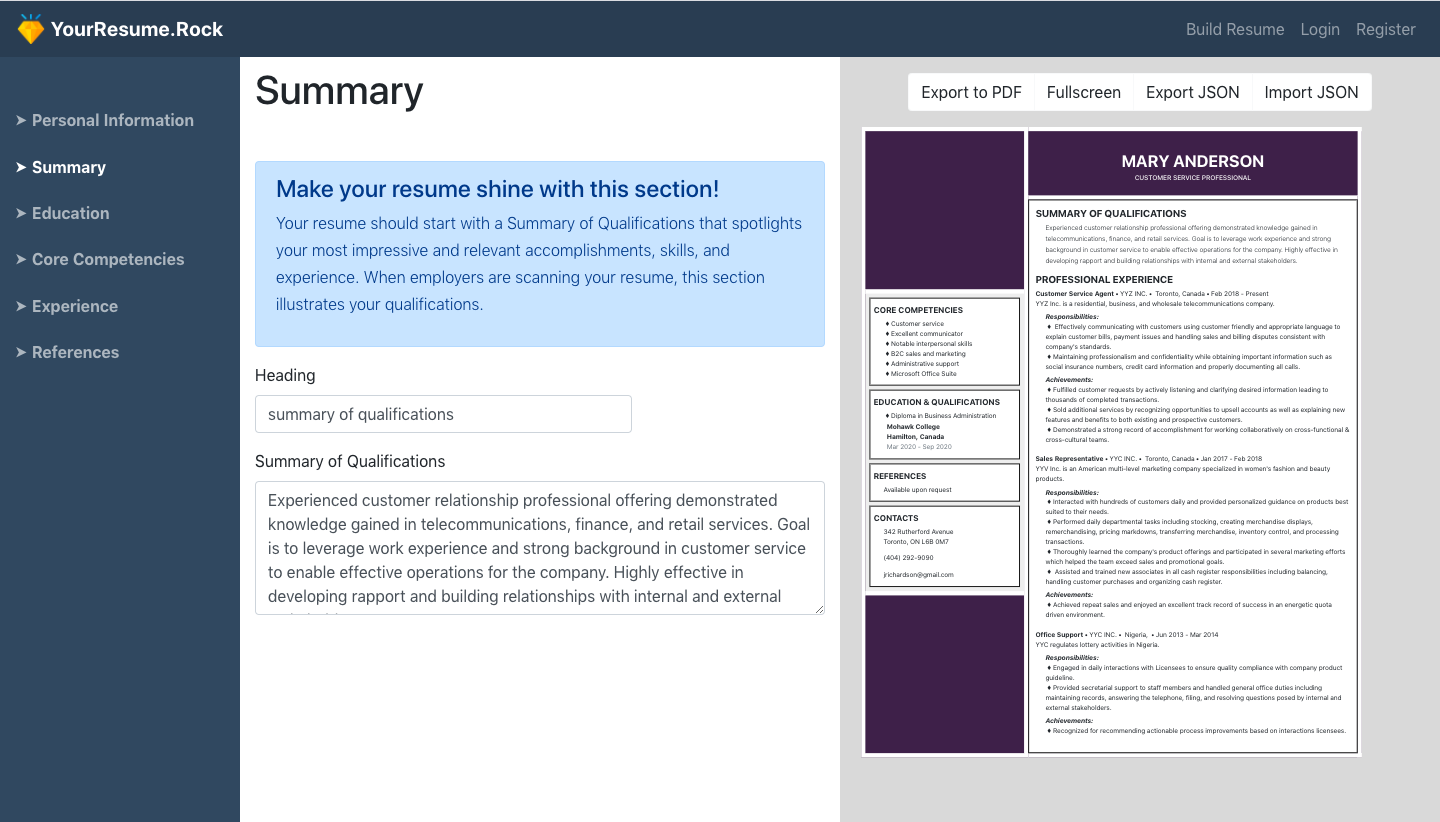 YourResume.Rock
Build Resume
Login
Register
➤ Personal Information
➤ Summary
➤ Education
➤ Core Competencies
➤ Experience
➤ References
Summary
Make your resume shine with this section!
Your resume should start with a Summary of Qualifications that spotlights
your most impressive and relevant accomplishments, skills, and
experience. When employers are scanning your resume, this section
illustrates your qualifications.
Heading
summary of qualifications
Summary of Qualifications
Experienced customer relationship professional offering demonstrated
knowledge gained in telecommunications, finance, and retail services. Goal
is to leverage work experience and strong background in customer service
to enable effective operations for the company. Highly effective in
developing rapport and building relationships with internal and external
Export to PDF
Fullscreen
Export JSON
Import JSON
CORE COMPETENCIES
♦ Customer service
♦ Excellent communicator
♦ Notable interpersonal skills
♦ B2C sales and marketing
♦ Administrative support
♦ Microsoft Office Suite
EDUCATION & QUALIFICATIONS
♦ Diploma in Business Administration
Mohawk College
Hamilton, Canada
Mar 2020 - Sep 2020
REFERENCES
Available upon request
CONTACTS
342 Rutherford Avenue
Toronto, ON L6B 0M7
(404) 292-9090
jrichardson@gmail.com
MARY ANDERSON
CUSTOMER SERVICE PROFESSIONAL
SUMMARY OF QUALIFICATIONS
Experienced customer relationship professional offering demonstrated knowledge gained in
telecommunications, finance, and retail services. Goal is to leverage work experience and strong
background in customer service to enable effective operations for the company. Highly effective in
developing rapport and building relationships with internal and external stakeholders.
PROFESSIONAL EXPERIENCE
Customer Service Agent • YYZ INC. • Toronto, Canada • Feb 2018 - Present
YYZ Inc. is a residential, business, and wholesale telecommunications company.
Responsibilities:
♦ Effectively communicating with customers using customer friendly and appropriate language to
explain customer bills, payment issues and handling sales and billing disputes consistent with
company's standards.
♦ Maintaining professionalism and confidentiality while obtaining important information such as
social insurance numbers, credit card information and properly documenting all calls.
Achievements:
♦ Fulfilled customer requests by actively listening and clarifying desired information leading to
thousands of completed transactions.
♦ Sold additional services by recognizing opportunities to upsell accounts as well as explaining new
features and benefits to both existing and prospective customers.
♦ Demonstrated a strong record of accomplishment for working collaboratively on cross-functional &
cross-cultural teams.
Sales Representative • YYC INC. • Toronto, Canada • Jan 2017 - Feb 2018
YYV Inc. is an American multi-level marketing company specialized in women's fashion and beauty
products.
Responsibilities:
♦ Interacted with hundreds of customers daily and provided personalized guidance on products best
suited to their needs.
♦ Performed daily departmental tasks including stocking, creating merchandise displays,
remerchandising, pricing markdowns, transferring merchandise, inventory control, and processing
transactions.
♦ Thoroughly learned the company's product offerings and participated in several marketing efforts
which helped the team exceed sales and promotional goals.
♦ Assisted and trained new associates in all cash register responsibilities including balancing,
handling customer purchases and organizing cash register.
Achievements:
♦ Achieved repeat sales and enjoyed an excellent track record of success in an energetic quota
driven environment.
Office Support • YYC INC. • Nigeria, • Jun 2013 - Mar 2014
YYC regulates lottery activities in Nigeria.
Responsibilities:
♦ Engaged in daily interactions with Licensees to ensure quality compliance with company product
guideline.
♦ Provided secretarial support to staff members and handled general office duties including
maintaining records, answering the telephone, filing, and resolving questions posed by internal and
external stakeholders.
Achievements:
♦ Recognized for recommending actionable process improvements based on interactions licensees.